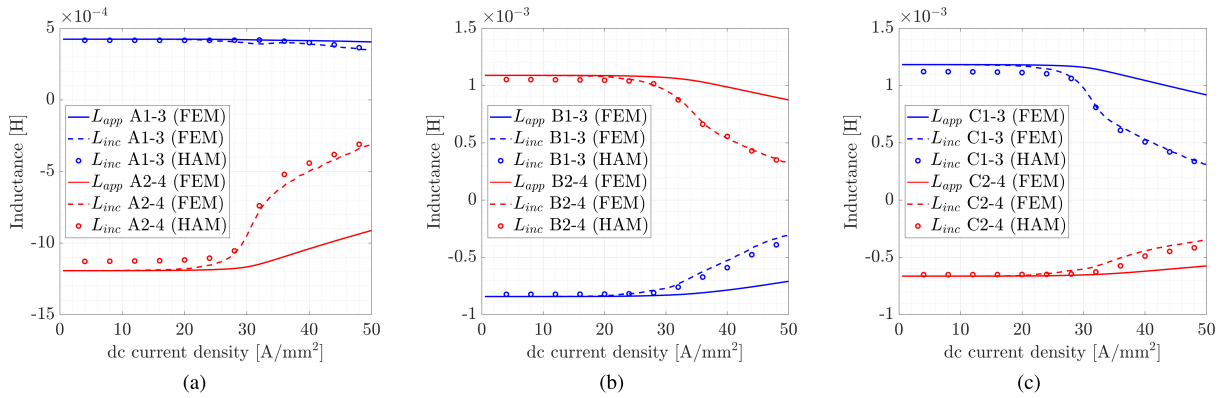 ×10⁻⁴
5
0
-5
-10
-15
Inductance [H]
L_app A1-3 (FEM)
L_inc A1-3 (FEM)
L_inc A1-3 (HAM)
L_app A2-4 (FEM)
L_inc A2-4 (FEM)
L_inc A2-4 (HAM)
0 10 20 30 40 50
dc current density [A/mm²]
(a)
×10⁻³
1.5
1
0.5
0
-0.5
-1
Inductance [H]
L_app B1-3 (FEM)
L_inc B1-3 (FEM)
L_inc B1-3 (HAM)
L_app B2-4 (FEM)
L_inc B2-4 (FEM)
L_inc B2-4 (HAM)
0 10 20 30 40 50
dc current density [A/mm²]
(b)
×10⁻³
1.5
1
0.5
0
-0.5
-1
Inductance [H]
L_app C1-3 (FEM)
L_inc C1-3 (FEM)
L_inc C1-3 (HAM)
L_app C2-4 (FEM)
L_inc C2-4 (FEM)
L_inc C2-4 (HAM)
0 10 20 30 40 50
dc current density [A/mm²]
(c)